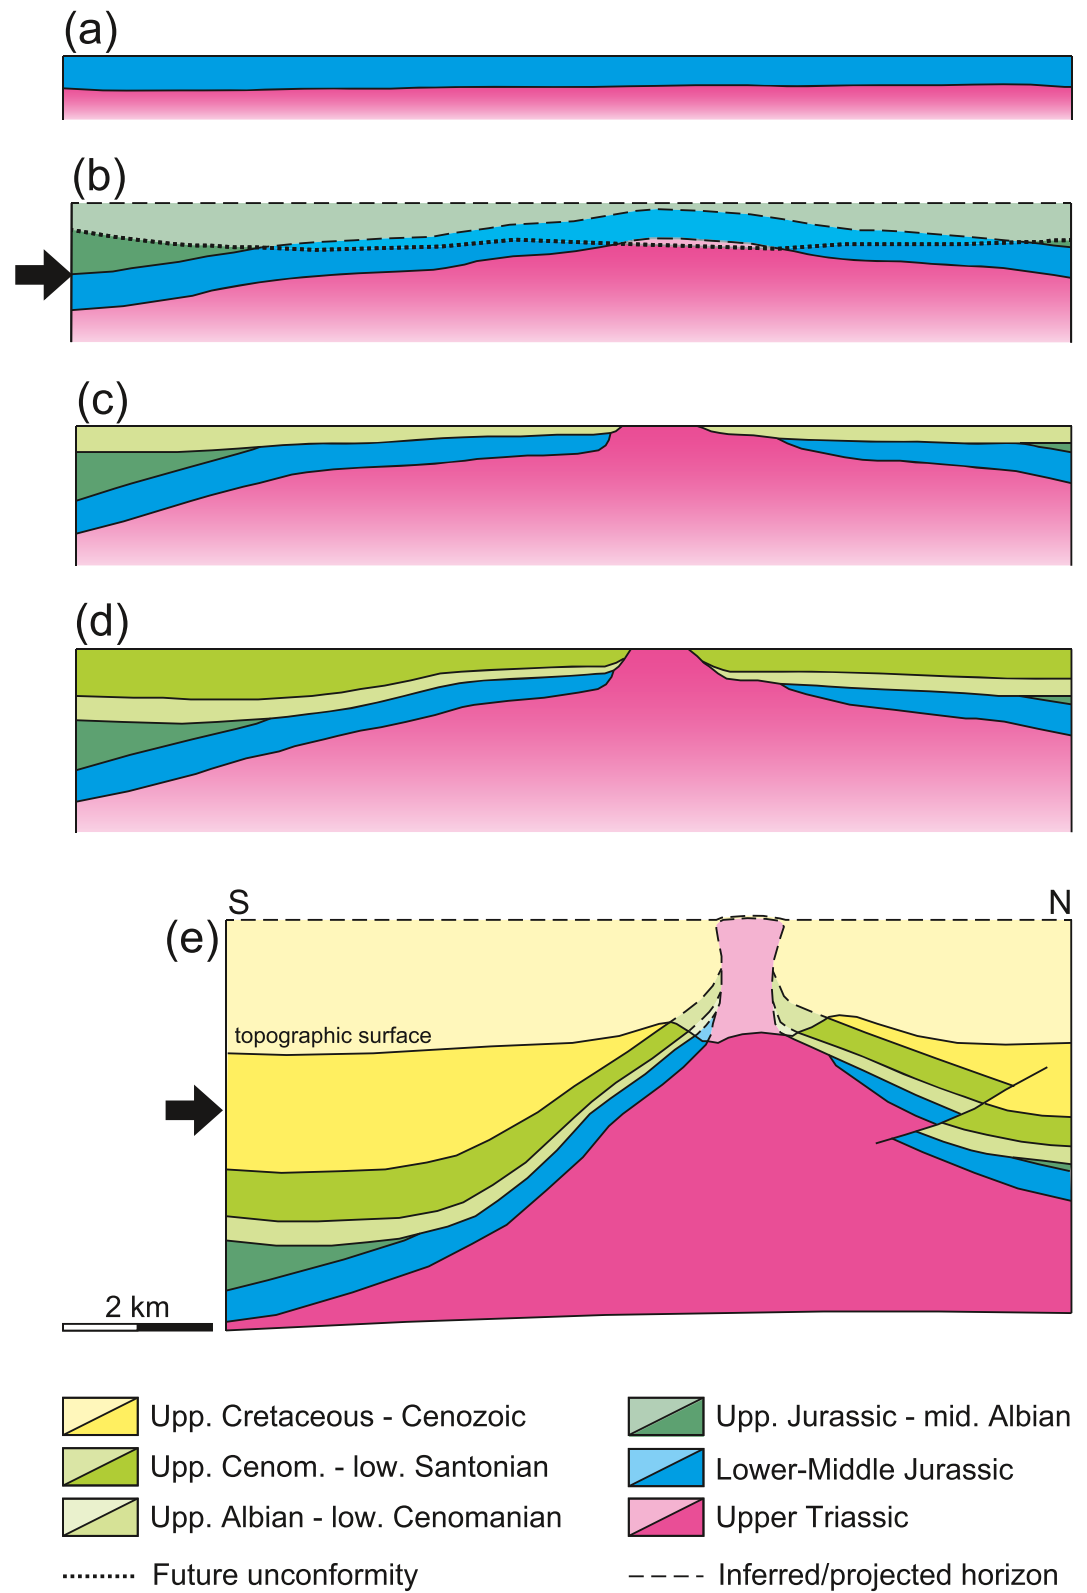 (a)
(b)
(c)
(d)
S
N
(e)
topographic surface
2 km
Upp. Cretaceous - Cenozoic
Upp. Cenom. - low. Santonian
Upp. Albian - low. Cenomanian
Future unconformity
Upp. Jurassic - mid. Albian
Lower-Middle Jurassic
Upper Triassic
Inferred/projected horizon